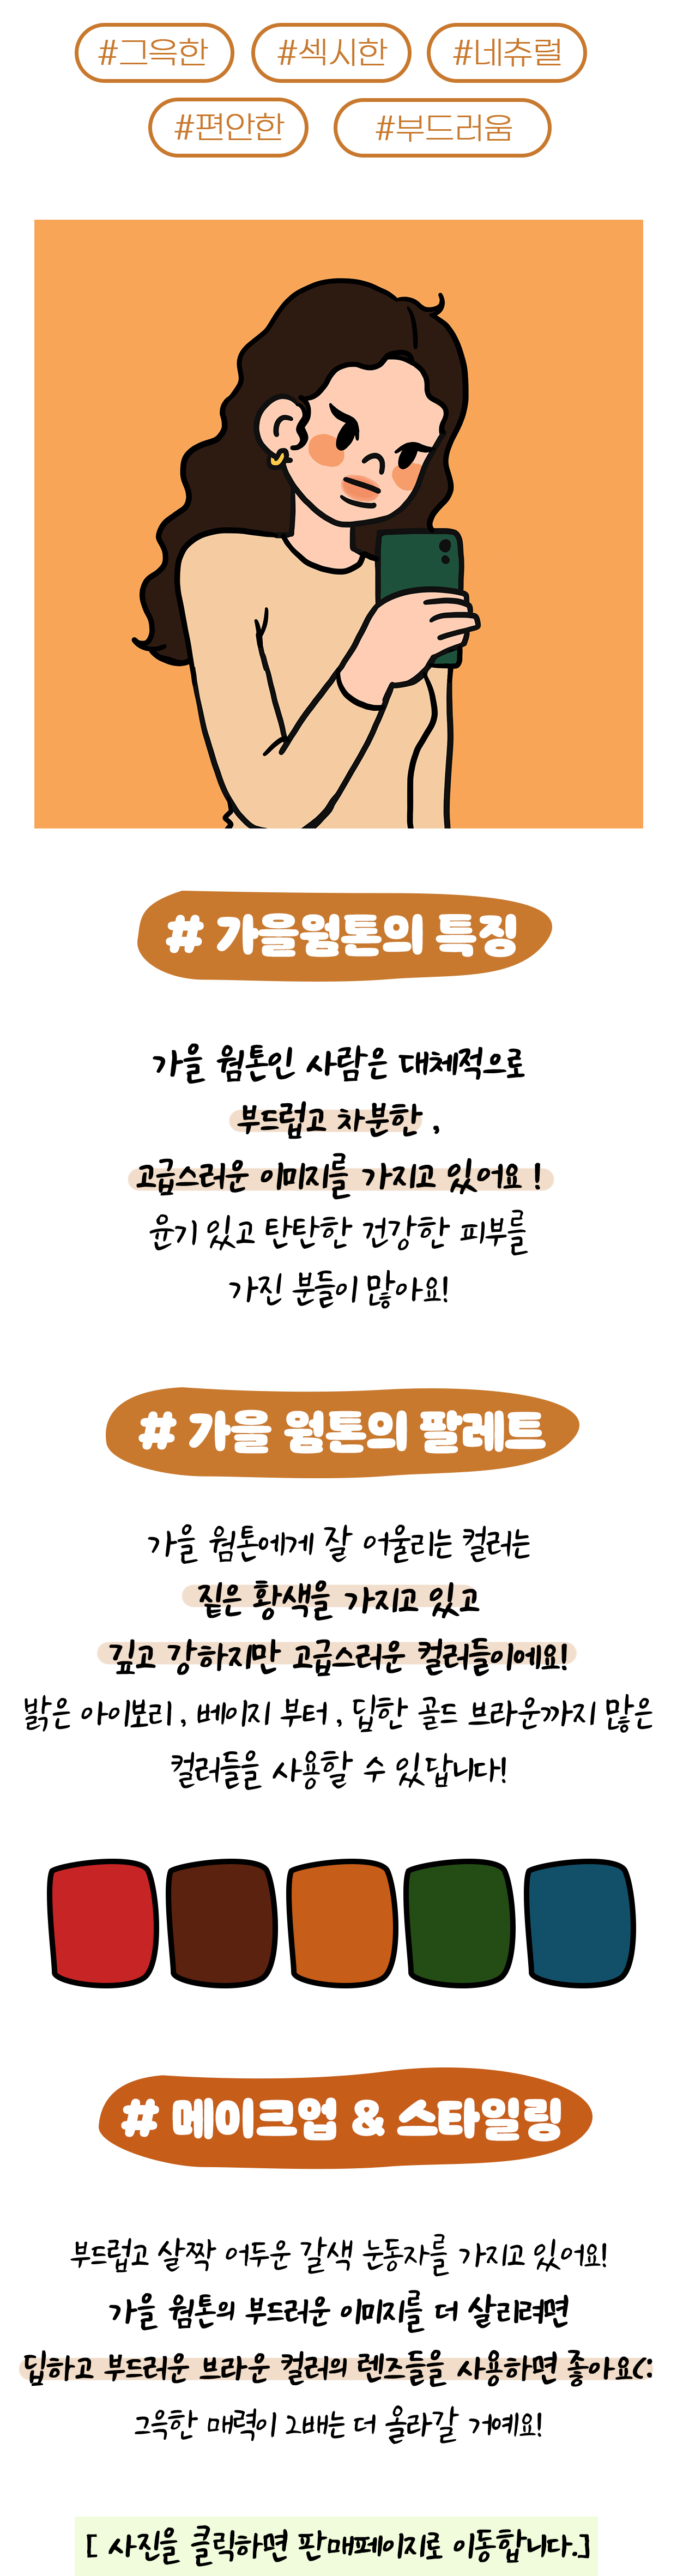 #그윽한 #섹시한 #네츄럴
#편안한 #부드러움
# 가을웜톤의 특징
가을 웜톤인 사람은 대체적으로
부드럽고 차분한 ,
고급스러운 이미지를 가지고 있어요 !
윤기 있고 탄탄한 건강한 피부를
가진 분들이 많아요!
# 가을 웜톤의 팔레트
가을 웜톤에게 잘 어울리는 컬러는
짙은 황색을 가지고 있고
깊고 강하지만 고급스러운 컬러들이에요!
밝은 아이보리 , 베이지 부터 , 딥한 골드 브라운까지 많은
컬러들을 사용할 수 있답니다!
# 메이크업 & 스타일링
부드럽고 살짝 어두운 갈색 눈동자를 가지고 있어요!
가을 웜톤의 부드러운 이미지를 더 살리려면
딥하고 부드러운 브라운 컬러의 렌즈들을 사용하면 좋아요(:
그윽한 매력이 2배는 더 올라갈 거예요!
[ 사진을 클릭하면 판매페이지로 이동합니다.]